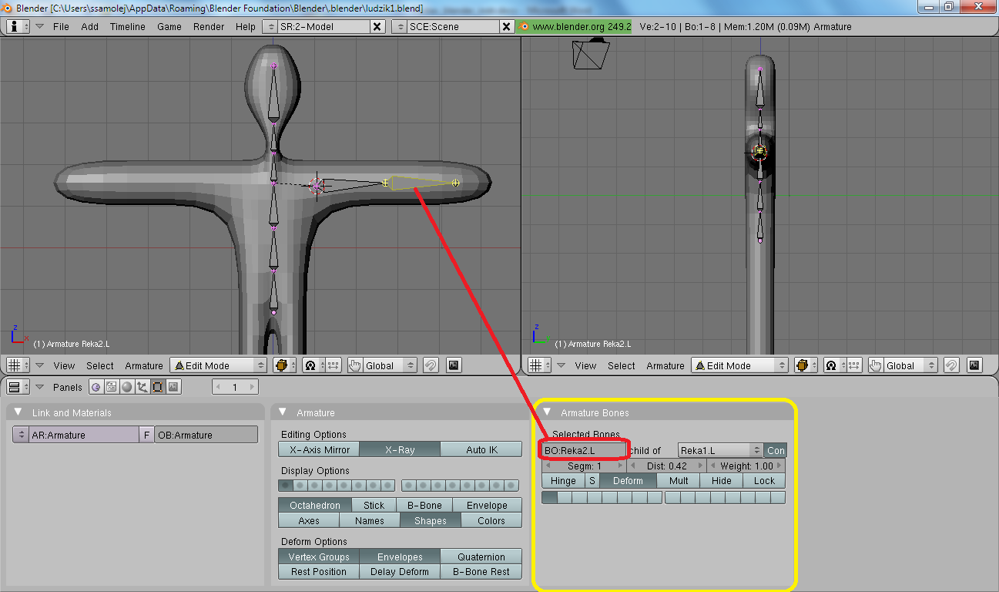 Blender [C:\Users\ssamolej\AppData\Roaming\Blender Foundation\Blender\.blender\ludzik1.blend]
File Add Timeline Game Render Help SR:2-Model SCE:Scene www.blender.org 249.2 Ve:2-10 | Bo:1-8 | Mem:1.20M (0.09M) Armature
z
x
(1) Armature Reka2.L
z
(1) Armature Reka2.L
View Select Armature Edit Mode Global
View Select Armature Edit Mode Global
Panels 1
Link and Materials
AR:Armature F OB:Armature
Armature
Editing Options
X-Axis Mirror X-Ray Auto IK
Display Options
Octahedron Stick B-Bone Envelope
Axes Names Shapes Colors
Deform Options
Vertex Groups Envelopes Quaternion
Rest Position Delay Deform B-Bone Rest
Armature Bones
Selected Bones
BO:Reka2.L child of Reka1.L Con
Segm: 1 Dist: 0.42 Weight: 1.00
Hinge S Deform Mult Hide Lock